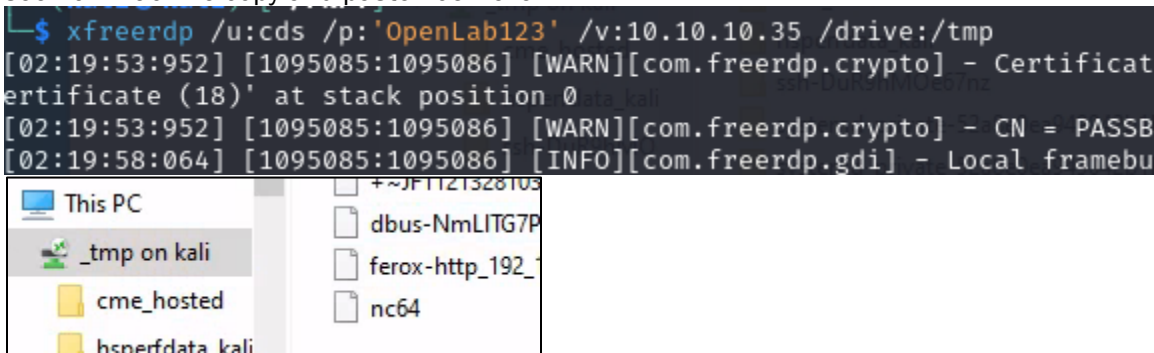 └─$ xfreerdp /u:cds /p:'OpenLab123' /v:10.10.10.35 /drive:/tmp
[02:19:53:952] [1095085:1095086] [WARN][com.freerdp.crypto] - Certificat
ertificate (18)' at stack position 0
[02:19:53:952] [1095085:1095086] [WARN][com.freerdp.crypto] - CN = PASSB
[02:19:58:064] [1095085:1095086] [INFO][com.freerdp.gdi] - Local framebu
This PC
_tmp on kali
cme_hosted
hsperfdata_kali
dbus-NmLITG7P
ferox-http_192_
nc64